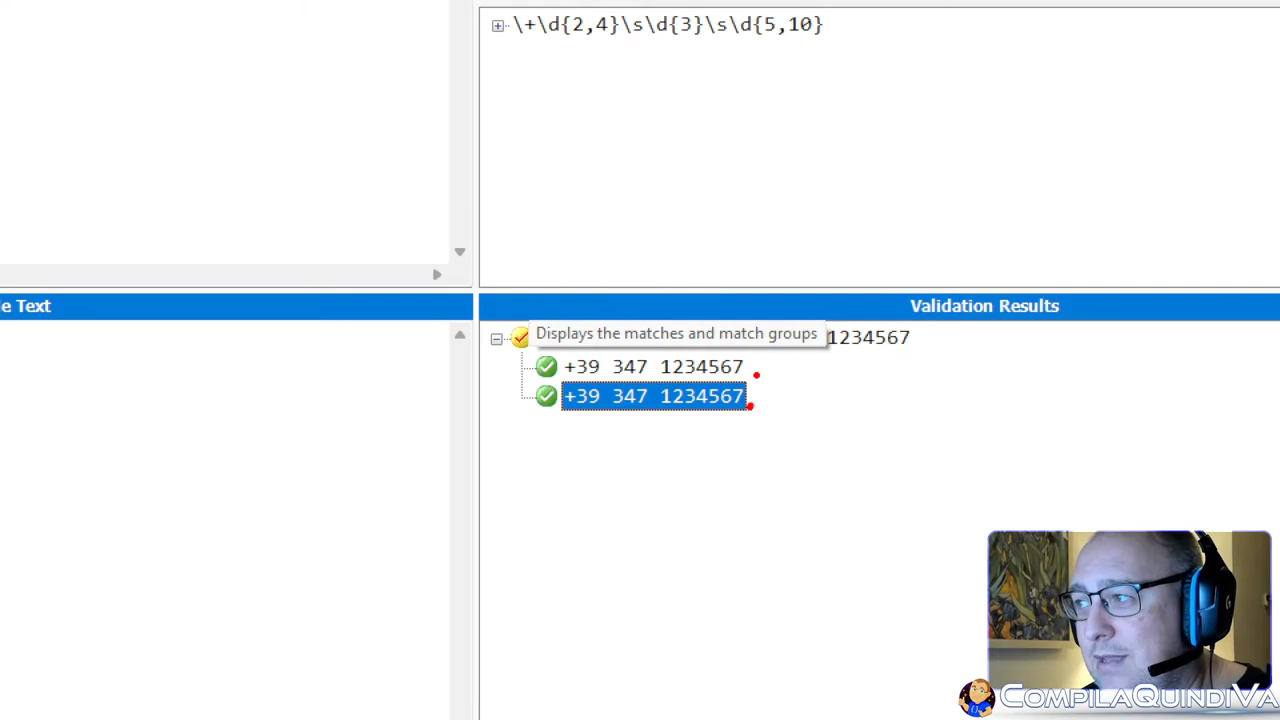 \+\d{2,4}\s\d{3}\s\d{5,10}
e Text
Validation Results
Displays the matches and match groups
1234567
+39 347 1234567
+39 347 1234567
COMPILAQUINDIVA